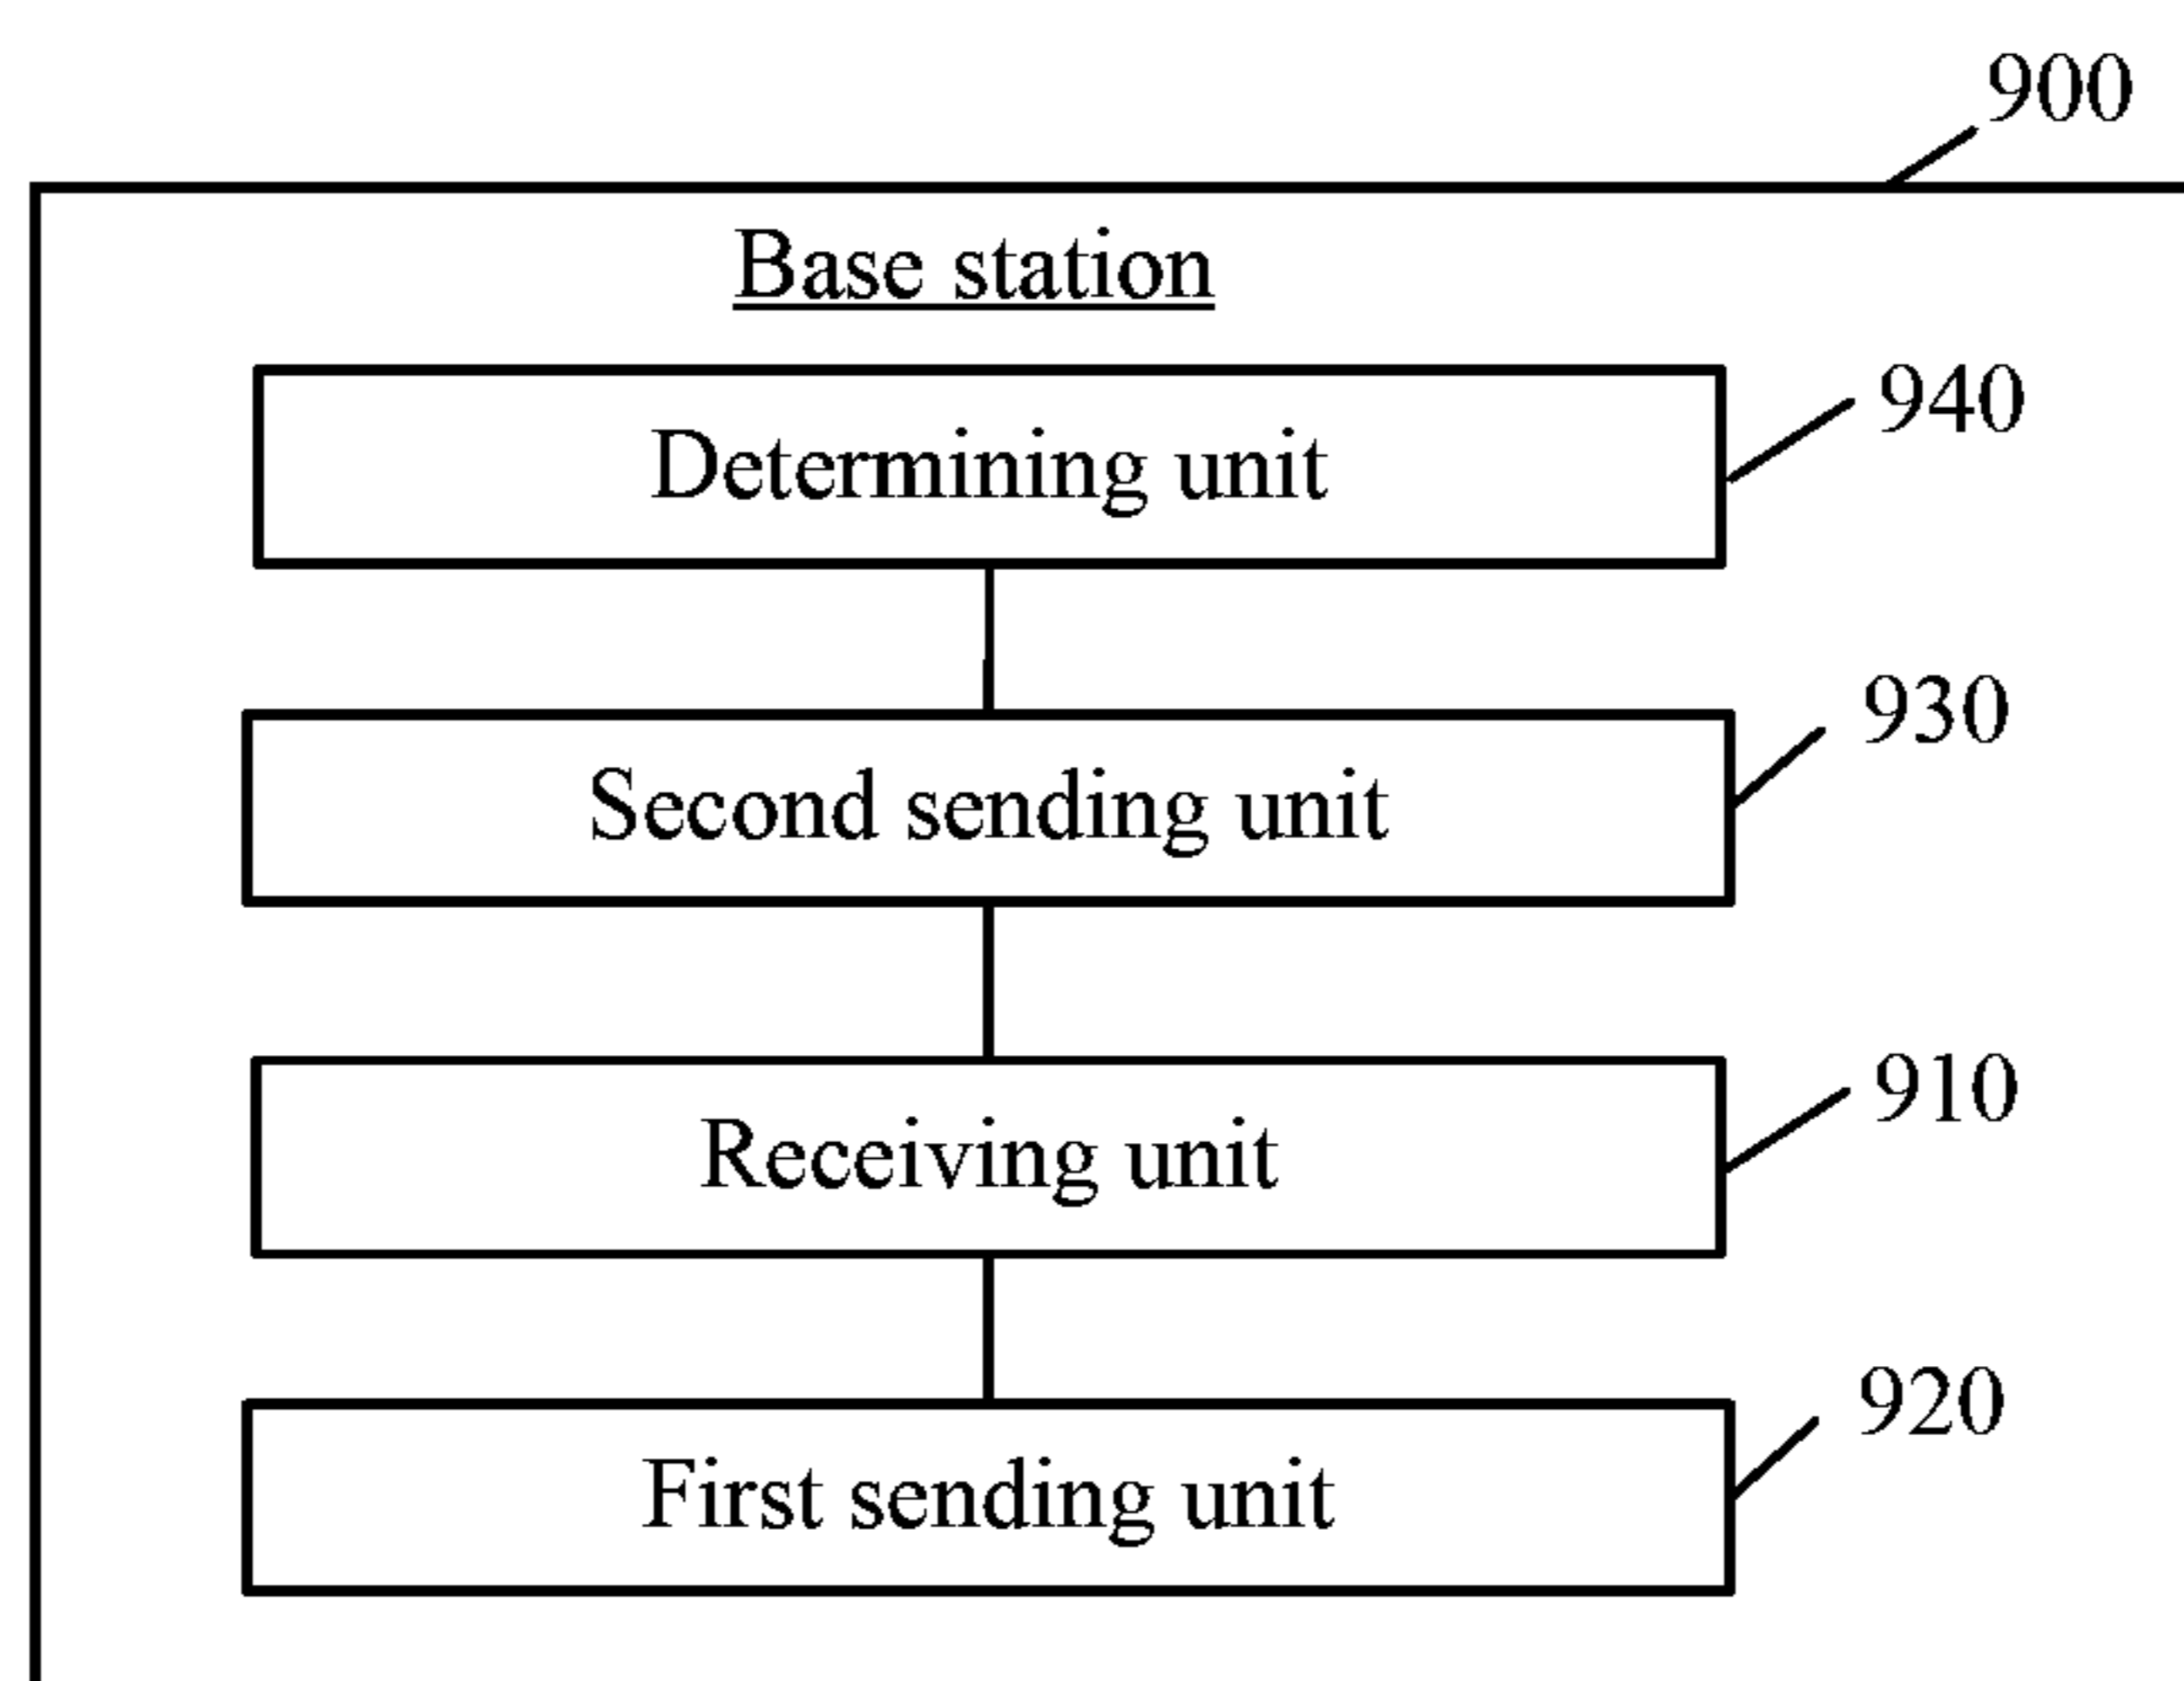 900
Base station
Determining unit
940
Second sending unit
930
Receiving unit
910
First sending unit
920